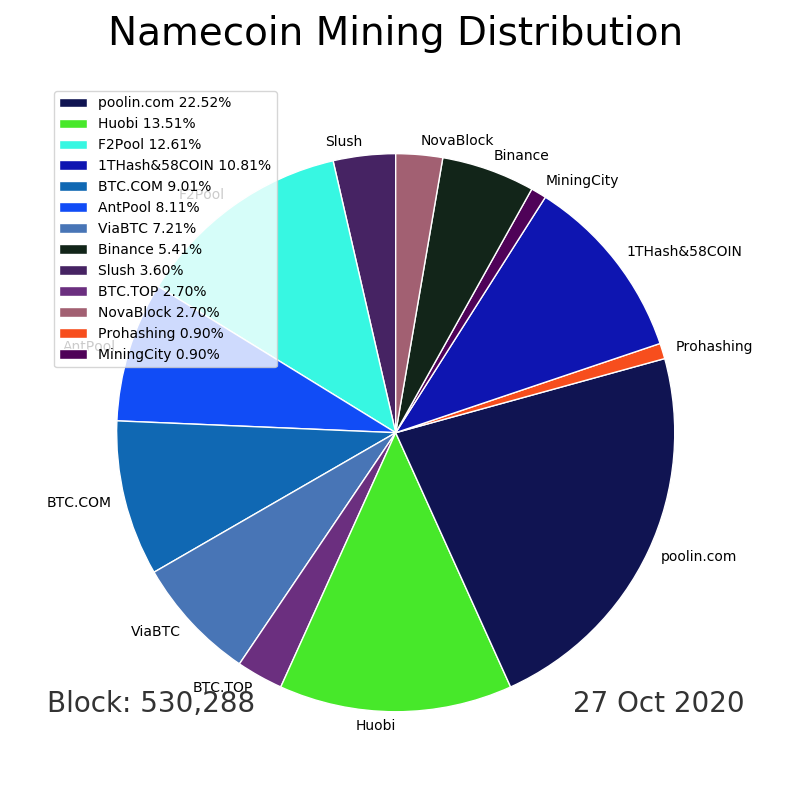 Namecoin Mining Distribution
poolin.com 22.52%
Huobi 13.51%
F2Pool 12.61%
1THash&58COIN 10.81%
BTC.COM 9.01%
AntPool 8.11%
ViaBTC 7.21%
Binance 5.41%
Slush 3.60%
BTC.TOP 2.70%
NovaBlock 2.70%
Prohashing 0.90%
MiningCity 0.90%
Slush
NovaBlock
Binance
MiningCity
F2Pool
1THash&58COIN
AntPool
Prohashing
BTC.COM
poolin.com
ViaBTC
BTC.TOP
Huobi
Block: 530,288
27 Oct 2020